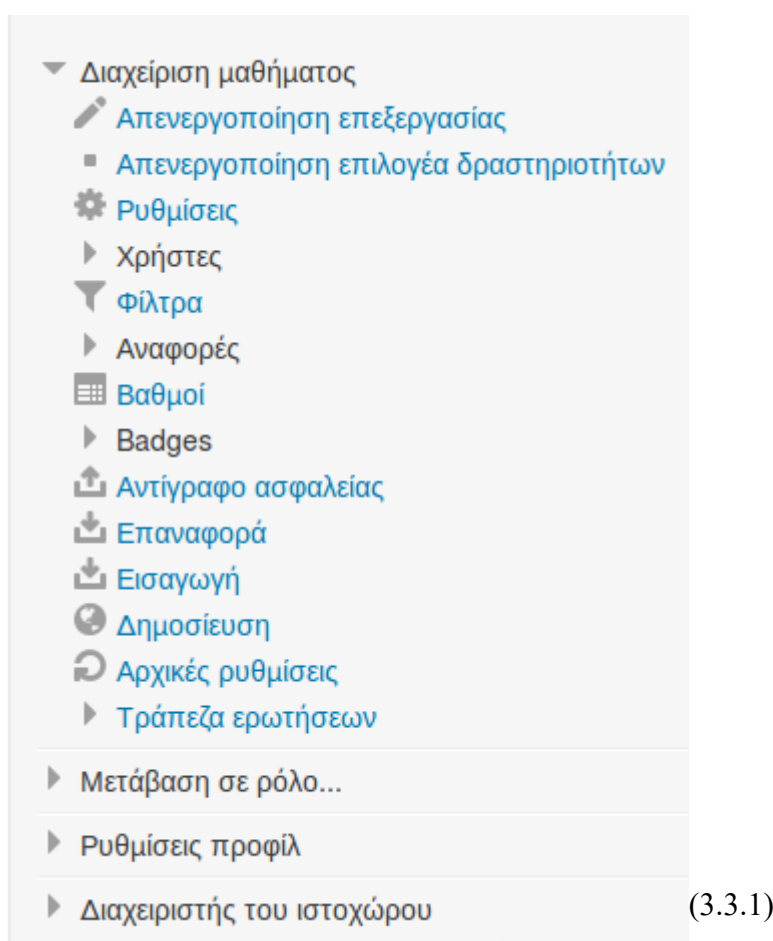 Διαχείριση μαθήματος
Απενεργοποίηση επεξεργασίας
Απενεργοποίηση επιλογέα δραστηριοτήτων
Ρυθμίσεις
Χρήστες
Φίλτρα
Αναφορές
Βαθμοί
Badges
Αντίγραφο ασφαλείας
Επαναφορά
Εισαγωγή
Δημοσίευση
Αρχικές ρυθμίσεις
Τράπεζα ερωτήσεων
Μετάβαση σε ρόλο...
Ρυθμίσεις προφίλ
Διαχειριστής του ιστοχώρου (3.3.1)